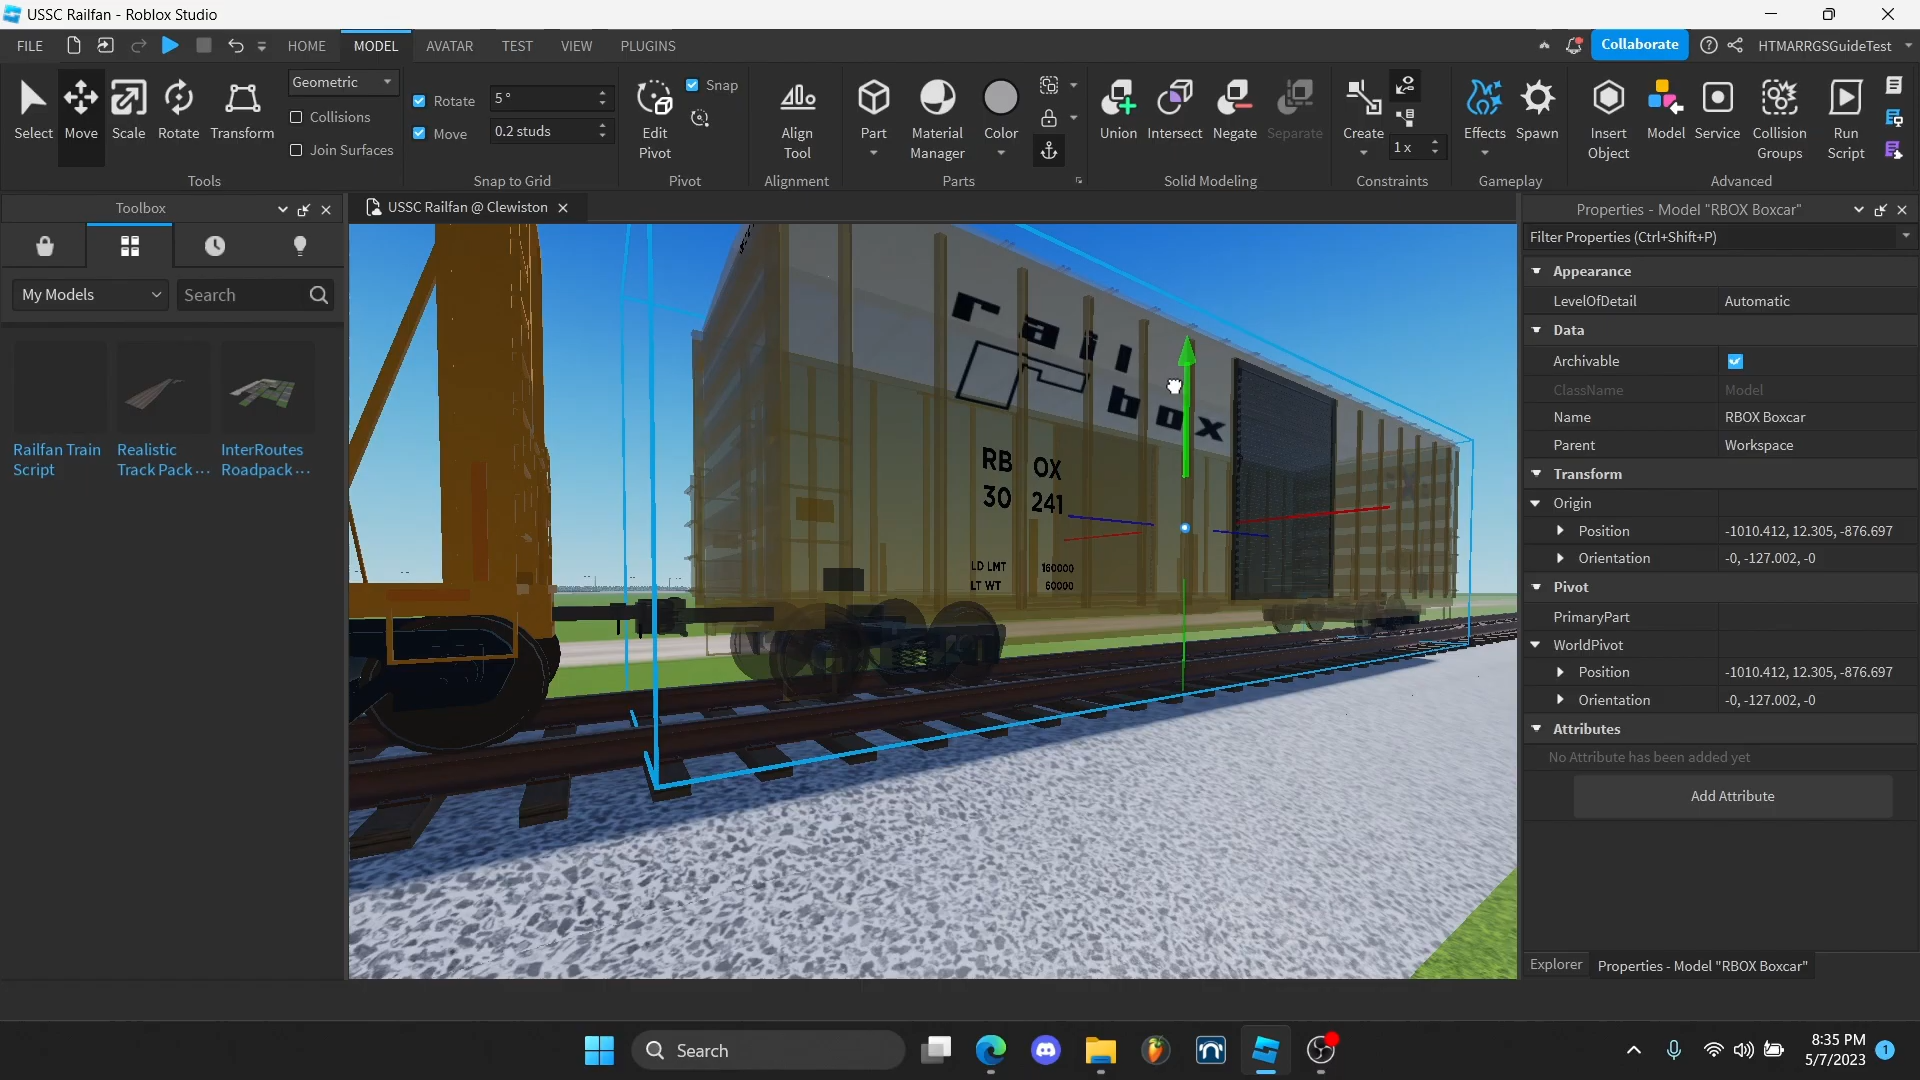 USSC Railfan - Roblox Studio
FILE
HOME
MODEL
AVATAR
TEST
VIEW
PLUGINS
Collaborate
HTMARRGSGuideTest
Select
Move
Scale
Rotate
Transform
Geometric
Collisions
Join Surfaces
Tools
Rotate
5 °
Move
0.2 studs
Snap to Grid
Edit
Pivot
Snap
Pivot
Align
Tool
Alignment
Part
Material
Manager
Color
Parts
Union
Intersect
Negate
Separate
Solid Modeling
Create
1 x
Constraints
Effects
Spawn
Gameplay
Insert
Object
Model
Service
Collision
Groups
Run
Script
Advanced
Toolbox
My Models
Search
Railfan Train
Script
Realistic
Track Pack...
InterRoutes
Roadpack...
USSC Railfan @ Clewiston
rail
box
RB OX
30 241
LD LMT 160000
LT WT 60000
Properties - Model "RBOX Boxcar"
Filter Properties (Ctrl+Shift+P)
Appearance
LevelOfDetail Automatic
Data
Archivable
ClassName Model
Name RBOX Boxcar
Parent Workspace
Transform
Origin
Position -1010.412, 12.305, -876.697
Orientation -0, -127.002, -0
Pivot
PrimaryPart
WorldPivot
Position -1010.412, 12.305, -876.697
Orientation -0, -127.002, -0
Attributes
No Attribute has been added yet
Add Attribute
Explorer
Properties - Model "RBOX Boxcar"
Search
8:35 PM
5/7/2023
1